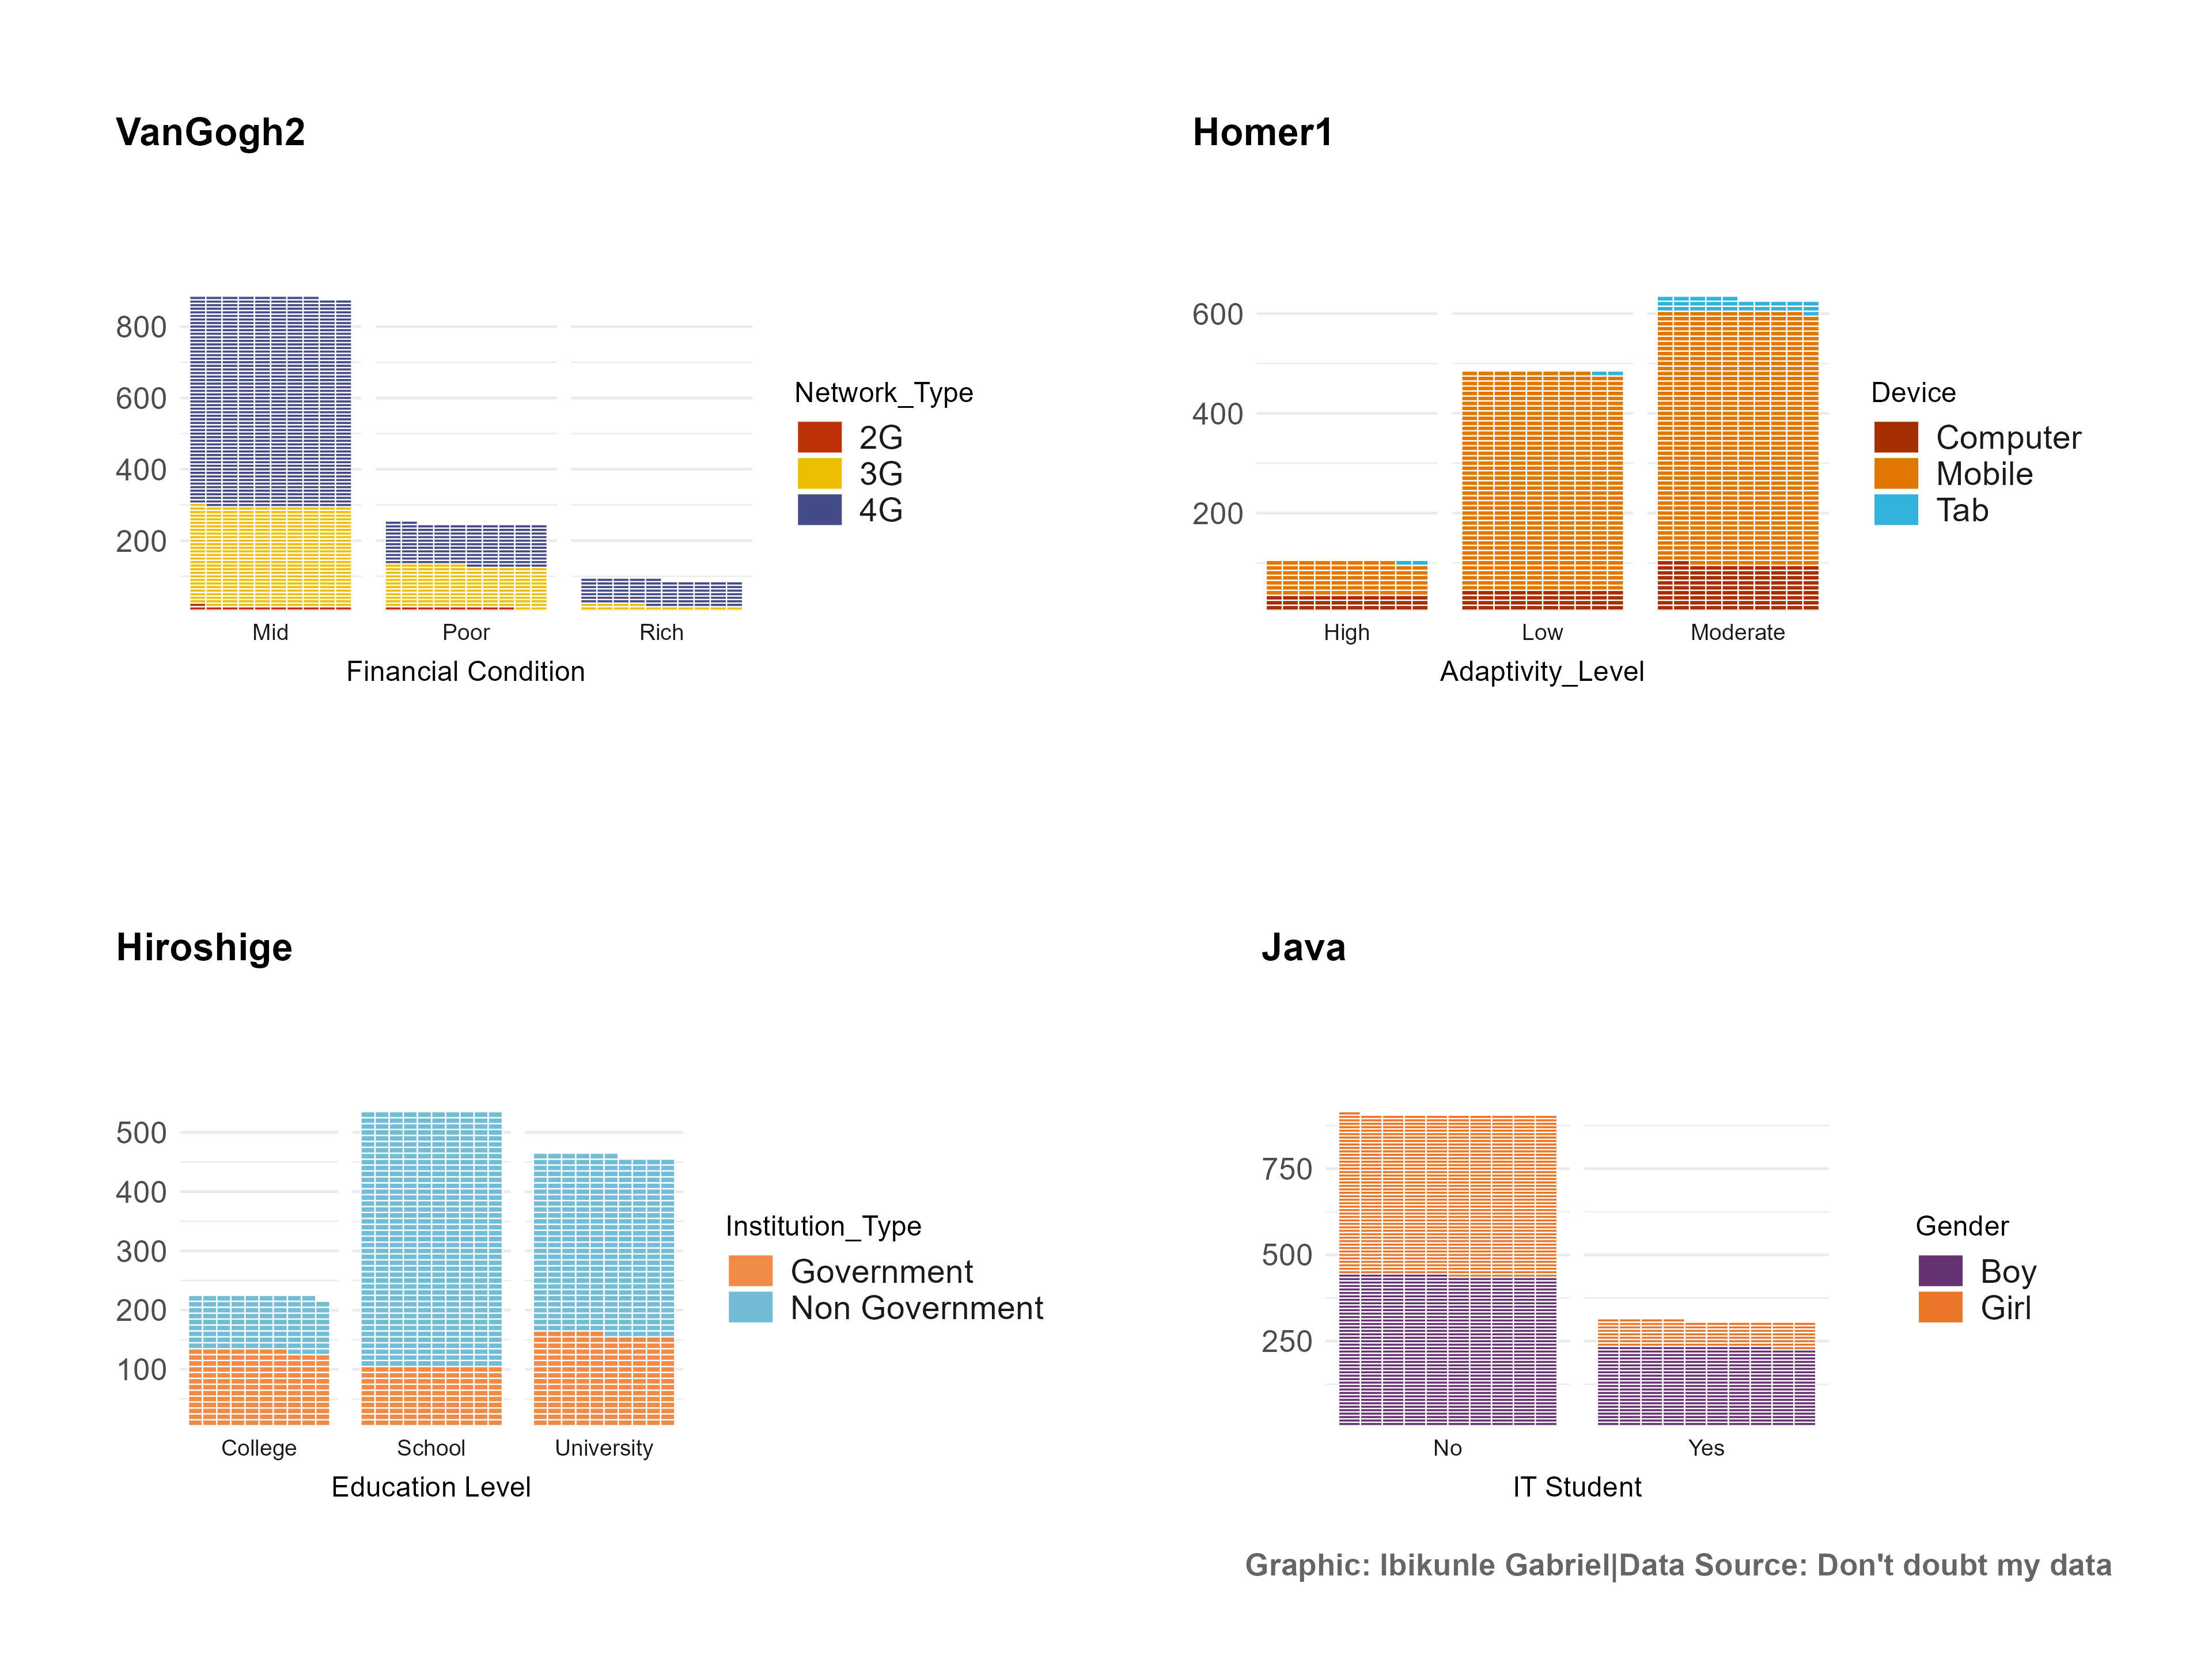 VanGogh2
800
600
400
200
Mid
Poor
Rich
Financial Condition
Network_Type
2G
3G
4G
Homer1
600
400
200
High
Low
Moderate
Adaptivity_Level
Device
Computer
Mobile
Tab
Hiroshige
500
400
300
200
100
College
School
University
Education Level
Institution_Type
Government
Non Government
Java
750
500
250
No
Yes
IT Student
Gender
Boy
Girl
Graphic: Ibikunle Gabriel|Data Source: Don't doubt my data